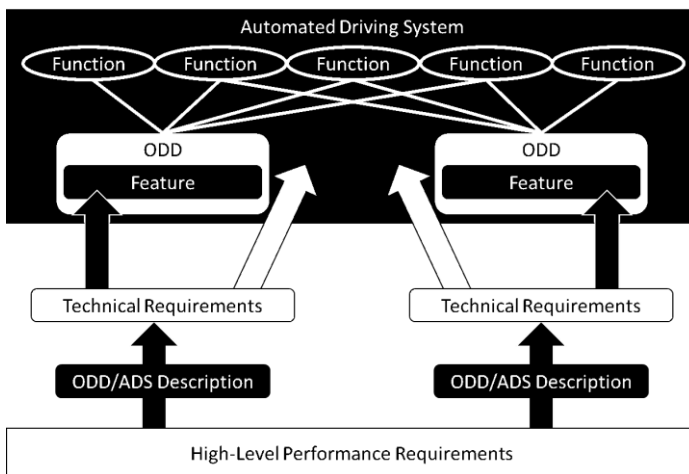 Automated Driving System
Function Function Function Function Function
ODD ODD
Feature Feature
Technical Requirements Technical Requirements
ODD/ADS Description ODD/ADS Description
High-Level Performance Requirements